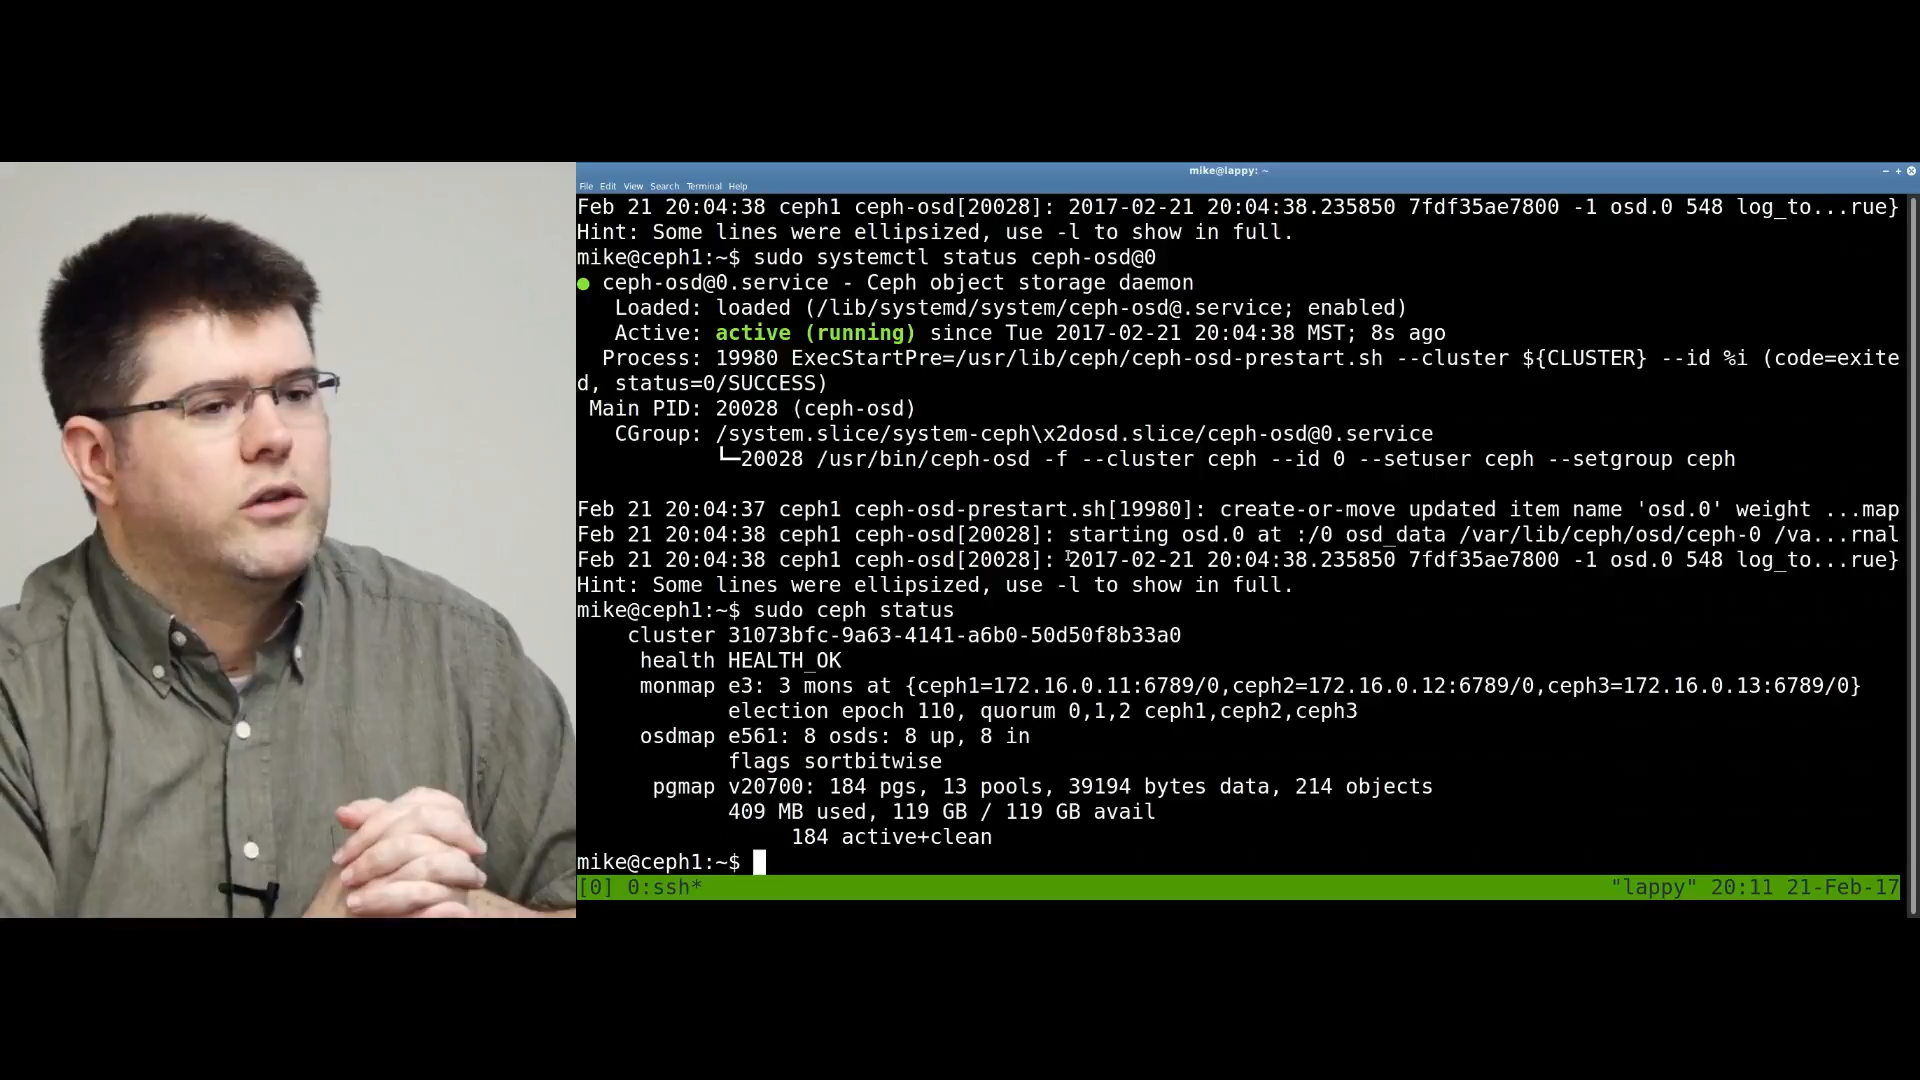 mike@lappy: ~
File Edit View Search Terminal Help
Feb 21 20:04:38 ceph1 ceph-osd[20028]: 2017-02-21 20:04:38.235850 7fdf35ae7800 -1 osd.0 548 log_to...rue}
Hint: Some lines were ellipsized, use -l to show in full.
mike@ceph1:~$ sudo systemctl status ceph-osd@0
● ceph-osd@0.service - Ceph object storage daemon
   Loaded: loaded (/lib/systemd/system/ceph-osd@.service; enabled)
   Active: active (running) since Tue 2017-02-21 20:04:38 MST; 8s ago
  Process: 19980 ExecStartPre=/usr/lib/ceph/ceph-osd-prestart.sh --cluster ${CLUSTER} --id %i (code=exite
d, status=0/SUCCESS)
 Main PID: 20028 (ceph-osd)
   CGroup: /system.slice/system-ceph\x2dosd.slice/ceph-osd@0.service
           └─20028 /usr/bin/ceph-osd -f --cluster ceph --id 0 --setuser ceph --setgroup ceph
Feb 21 20:04:37 ceph1 ceph-osd-prestart.sh[19980]: create-or-move updated item name 'osd.0' weight ...map
Feb 21 20:04:38 ceph1 ceph-osd[20028]: starting osd.0 at :/0 osd_data /var/lib/ceph/osd/ceph-0 /va...rnal
Feb 21 20:04:38 ceph1 ceph-osd[20028]: 2017-02-21 20:04:38.235850 7fdf35ae7800 -1 osd.0 548 log_to...rue}
Hint: Some lines were ellipsized, use -l to show in full.
mike@ceph1:~$ sudo ceph status
    cluster 31073bfc-9a63-4141-a6b0-50d50f8b33a0
     health HEALTH_OK
     monmap e3: 3 mons at {ceph1=172.16.0.11:6789/0,ceph2=172.16.0.12:6789/0,ceph3=172.16.0.13:6789/0}
            election epoch 110, quorum 0,1,2 ceph1,ceph2,ceph3
     osdmap e561: 8 osds: 8 up, 8 in
            flags sortbitwise
      pgmap v20700: 184 pgs, 13 pools, 39194 bytes data, 214 objects
            409 MB used, 119 GB / 119 GB avail
                 184 active+clean
mike@ceph1:~$
[0] 0:ssh* "lappy" 20:11 21-Feb-17